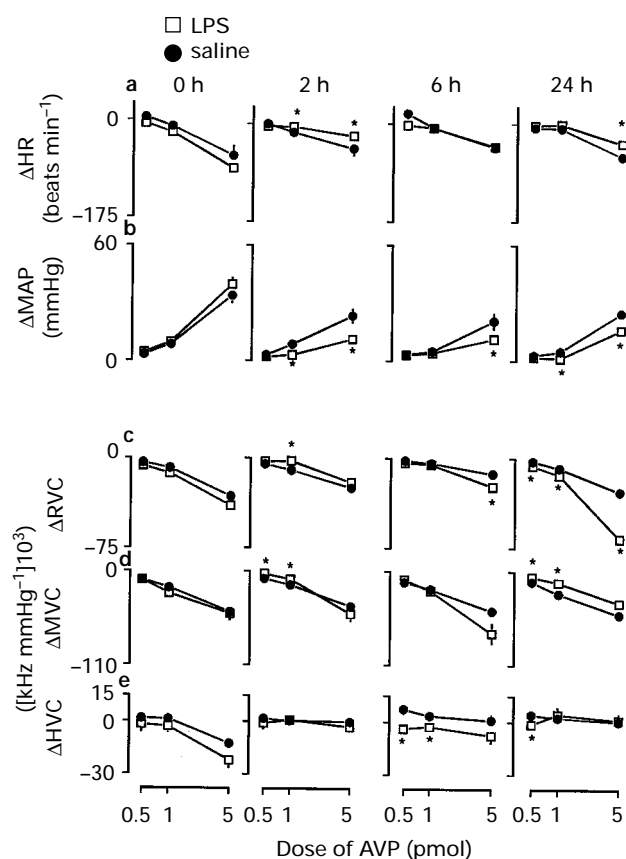 LPS
saline
a 0 h 2 h 6 h 24 h
ΔHR
(beats min⁻¹)
0
−175
* * *
b
ΔMAP
(mmHg)
60
0
* * * * *
c
ΔRVC
0
−75
* * * * *
d
ΔMVC
([kHz mmHg⁻¹]10³)
0
−110
* * * *
e
ΔHVC
15
0
−30
* * *
0.5 1 5 0.5 1 5 0.5 1 5 0.5 1 5
Dose of AVP (pmol)